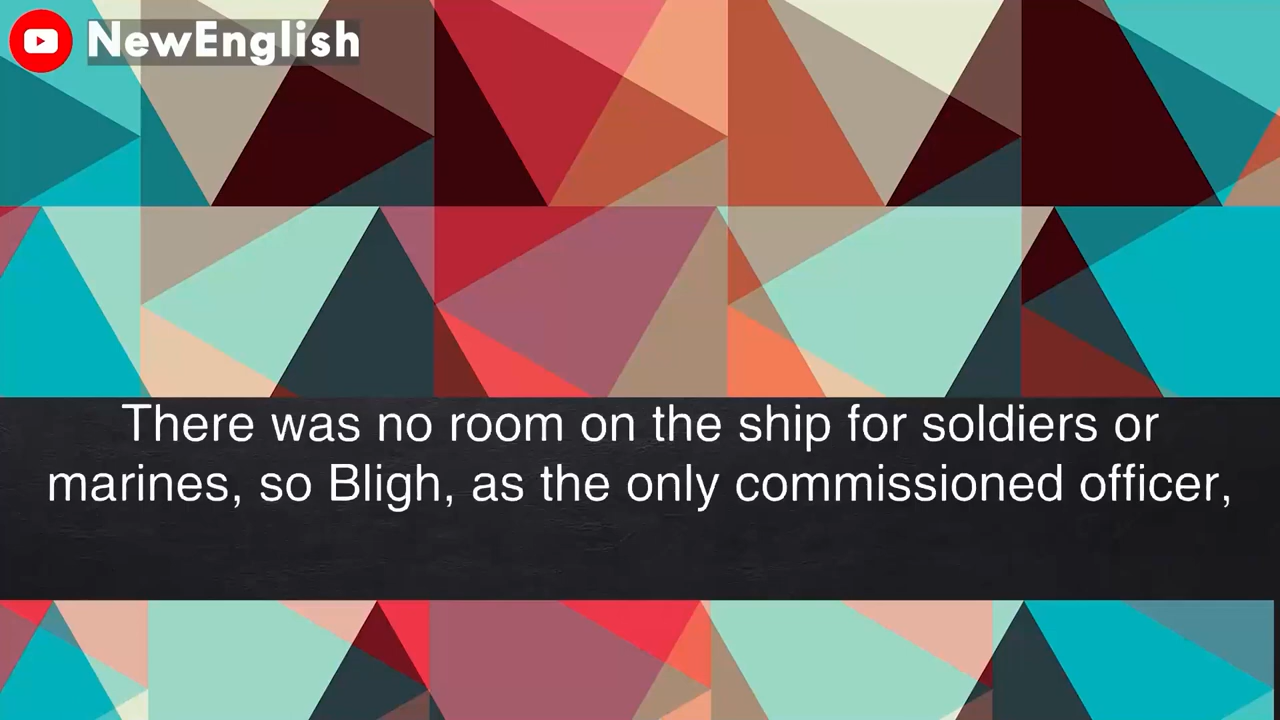 NewEnglish
There was no room on the ship for soldiers or
marines, so Bligh, as the only commissioned officer,